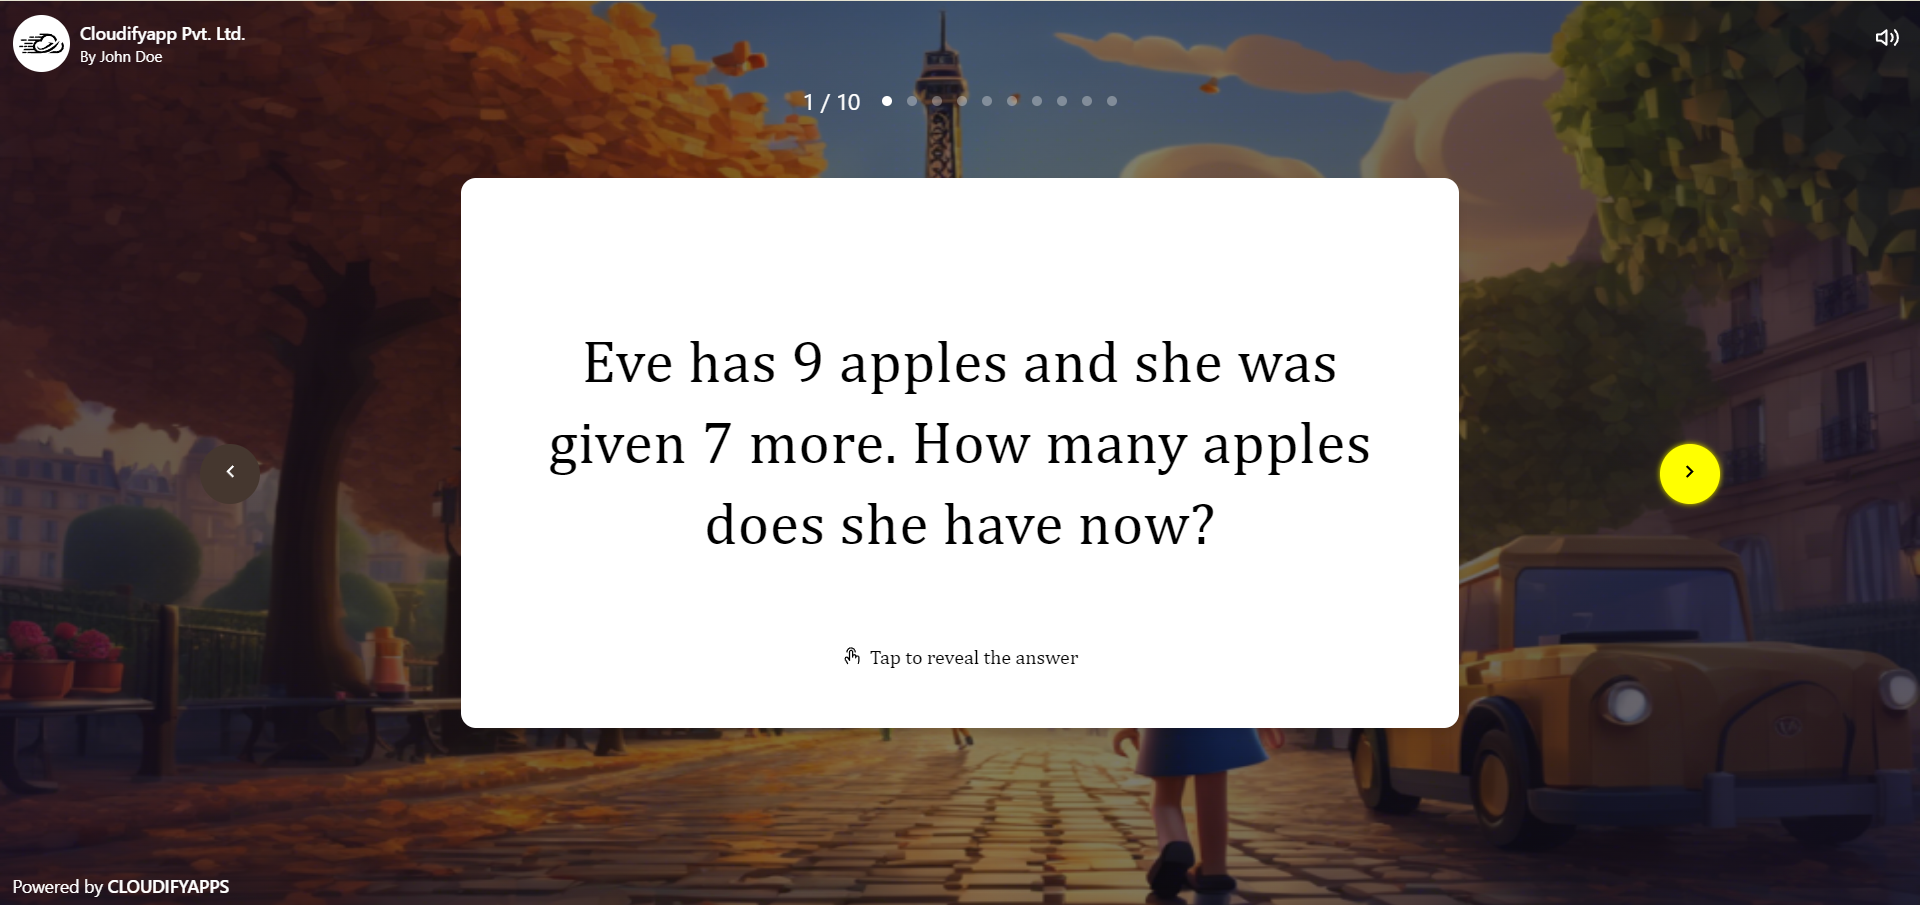 Cloudifyapp Pvt. Ltd.
By John Doe
1 / 10
Eve has 9 apples and she was
given 7 more. How many apples
does she have now?
Tap to reveal the answer
Powered by CLOUDIFYAPPS